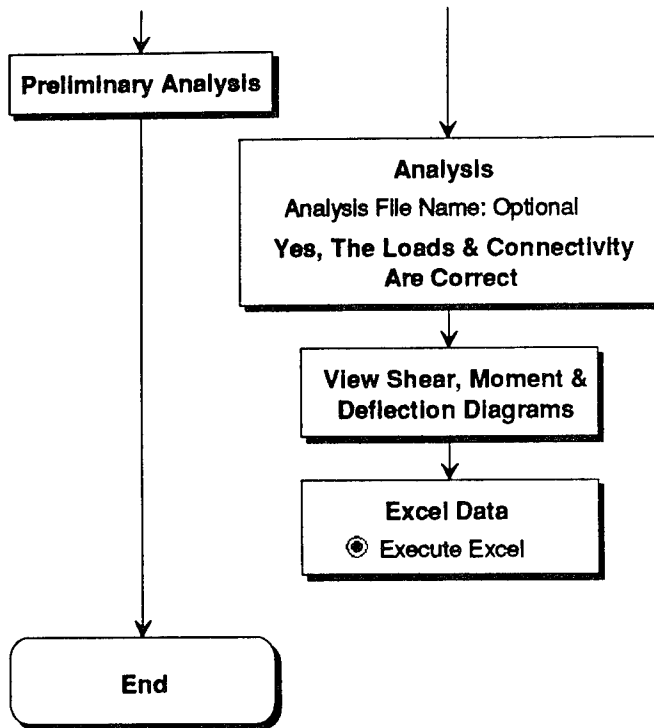 Preliminary Analysis
Analysis
Analysis File Name: Optional
Yes, The Loads & Connectivity
Are Correct
View Shear, Moment &
Deflection Diagrams
Excel Data
Execute Excel
End